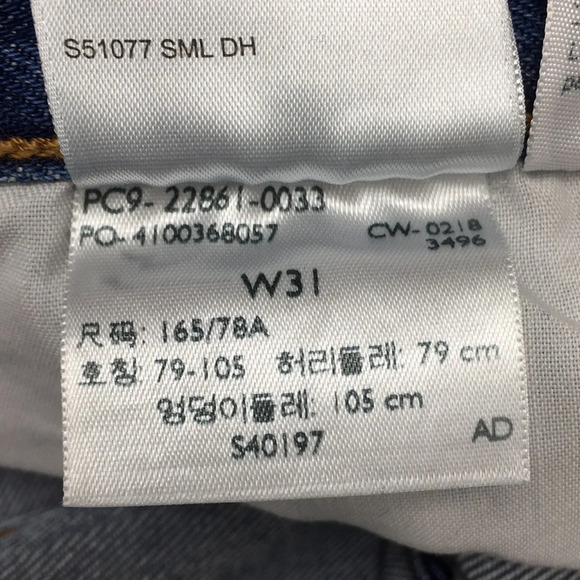 S51077 SML DH
PC9-22861-0033
PO-4100368057
CW-0218
3496
W31
尺码: 165/78A
호칭: 79-105 허리둘레: 79 cm
엉덩이둘레: 105 cm
S40197
AD